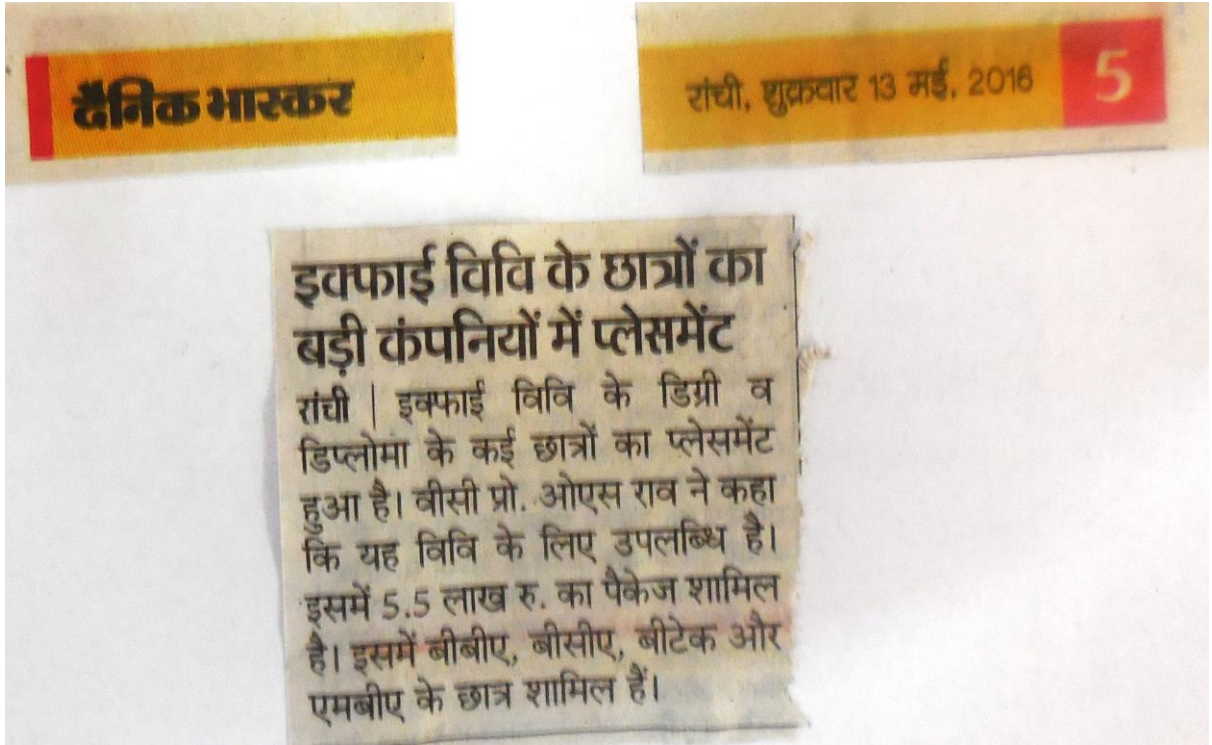 दैनिक भास्कर
रांची, शुक्रवार 13 मई, 2016 5
इक्फाई विवि के छात्रों का
बड़ी कंपनियों में प्लेसमेंट
रांची | इक्फाई विवि के डिग्री व
डिप्लोमा के कई छात्रों का प्लेसमेंट
हुआ है। वीसी प्रो. ओएस राव ने कहा
कि यह विवि के लिए उपलब्धि है।
इसमें 5.5 लाख रु. का पैकेज शामिल
है। इसमें बीबीए, बीसीए, बीटेक और
एमबीए के छात्र शामिल हैं।